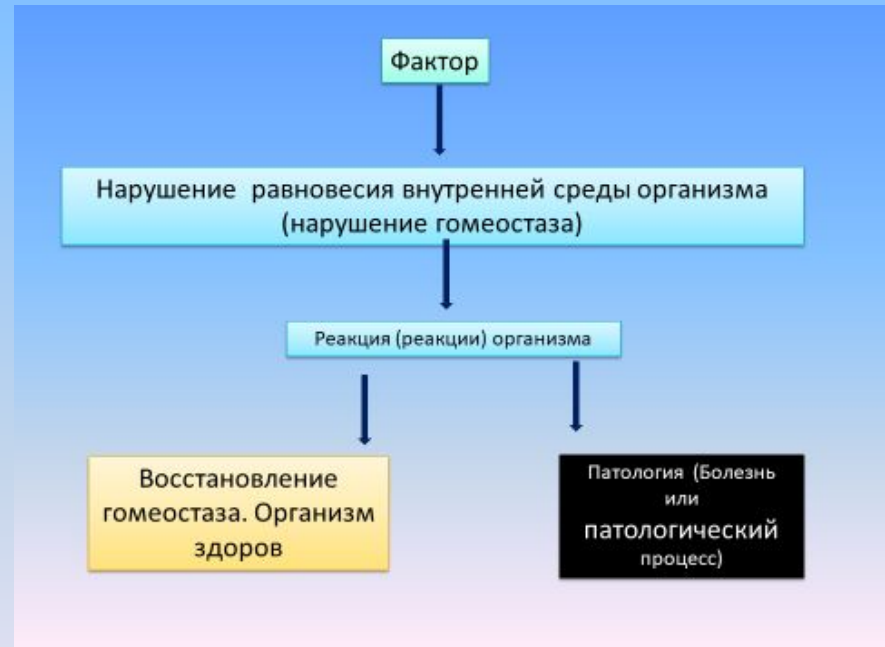 Фактор
Нарушение равновесия внутренней среды организма
(нарушение гомеостаза)
Реакция (реакции) организма
Восстановление
гомеостаза. Организм
здоров
Патология (Болезнь
или
патологический
процесс)